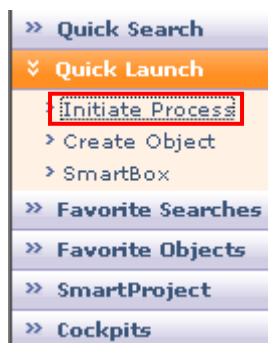 Quick Search
Quick Launch
Initiate Process
Create Object
SmartBox
Favorite Searches
Favorite Objects
SmartProject
Cockpits